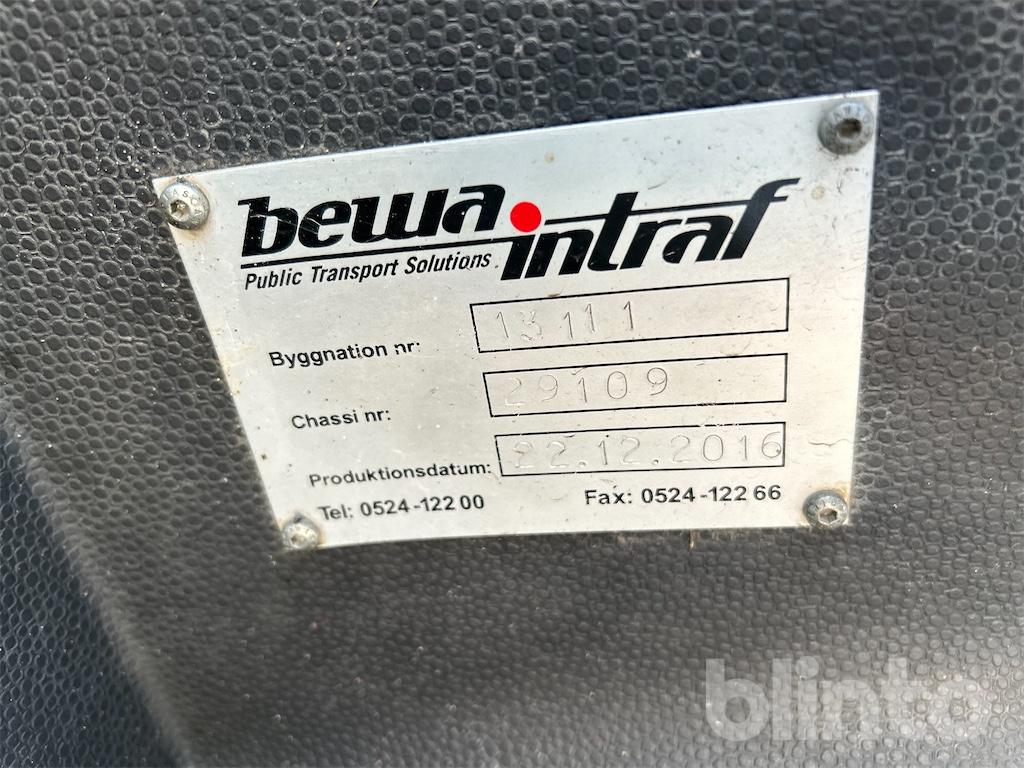 bewa intraf
Public Transport Solutions
Byggnation nr: 13111
Chassi nr: 29109
Produktionsdatum: 22.12.2016
Tel: 0524-122 00 Fax: 0524-122 66
blinto